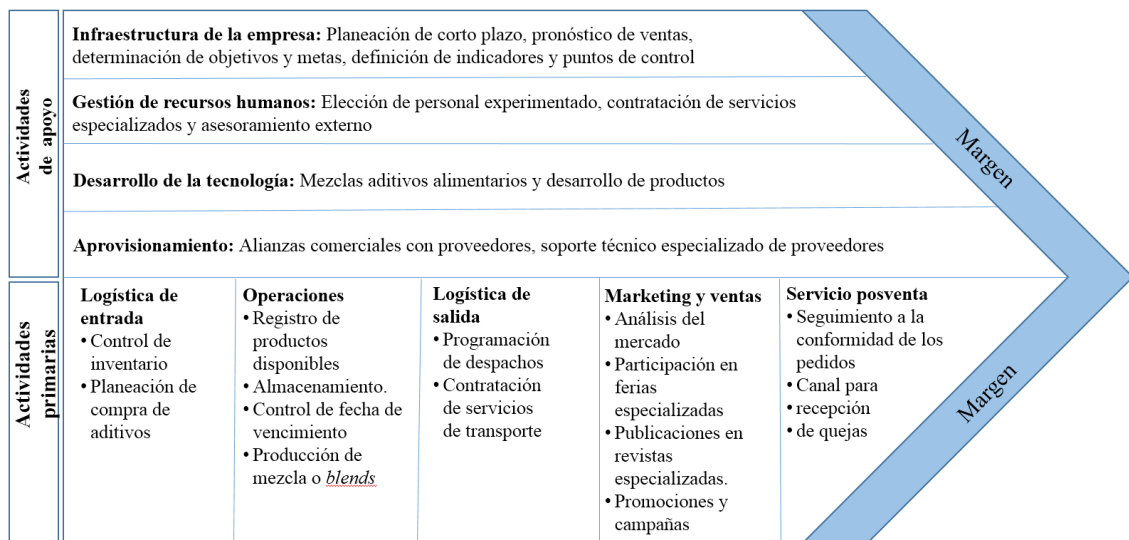 Actividades
de apoyo
Infraestructura de la empresa: Planeación de corto plazo, pronóstico de ventas,
determinación de objetivos y metas, definición de indicadores y puntos de control
Gestión de recursos humanos: Elección de personal experimentado, contratación de servicios
especializados y asesoramiento externo
Desarrollo de la tecnología: Mezclas aditivos alimentarios y desarrollo de productos
Aprovisionamiento: Alianzas comerciales con proveedores, soporte técnico especializado de proveedores
Margen
Actividades
primarias
Logística de
entrada
• Control de
inventario
• Planeación de
compra de
aditivos
Operaciones
• Registro de
productos
disponibles
• Almacenamiento.
• Control de fecha de
vencimiento
• Producción de
mezcla o blends
Logística de
salida
• Programación
de despachos
• Contratación
de servicios
de transporte
Marketing y ventas
• Análisis del
mercado
• Participación en
ferias
especializadas
• Publicaciones en
revistas
especializadas.
• Promociones y
campañas
Servicio posventa
• Seguimiento a la
conformidad de los
pedidos
• Canal para
• recepción
• de quejas
Margen